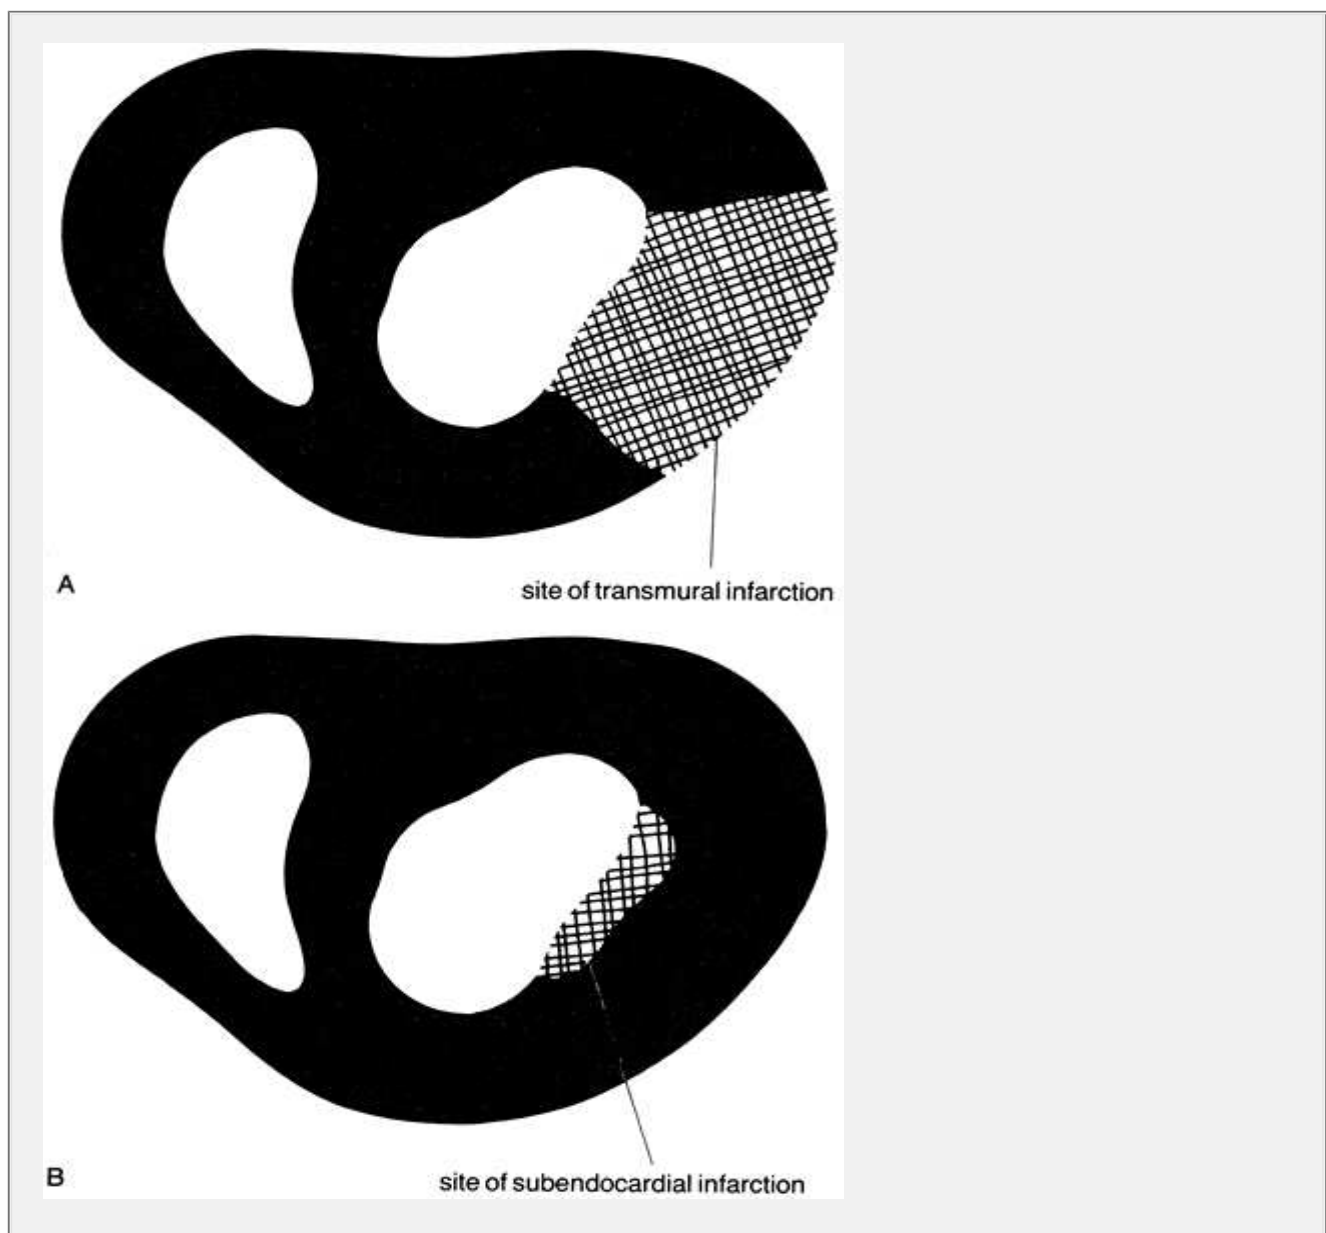 A
site of transmural infarction
B
site of subendocardial infarction